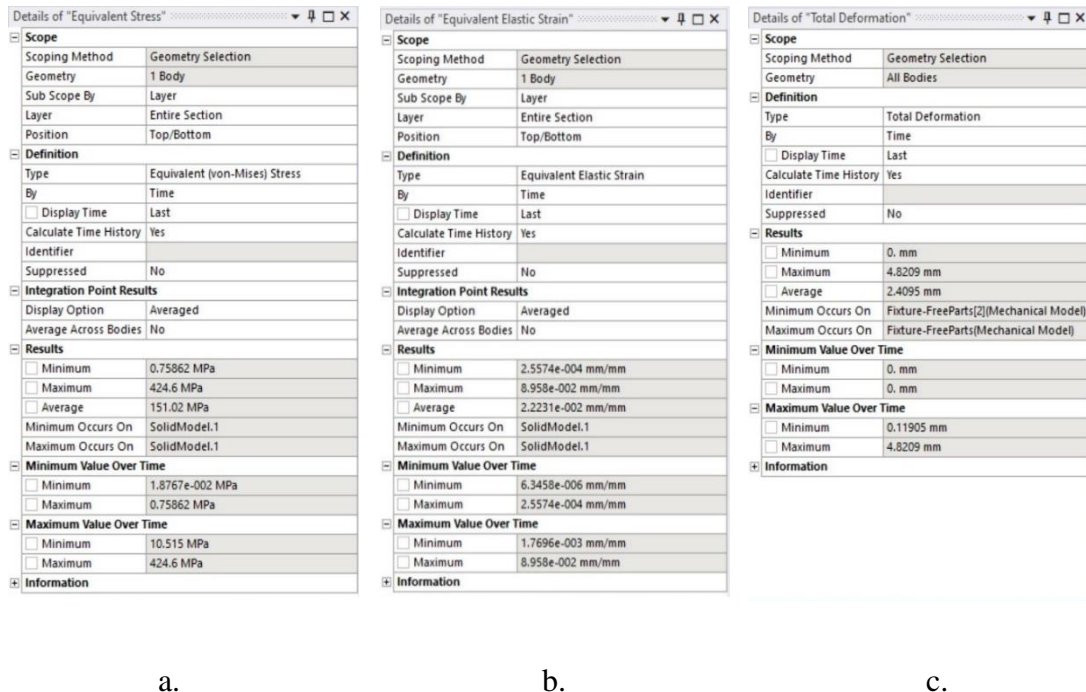 Details of "Equivalent Stress"
Scope
Scoping Method Geometry Selection
Geometry 1 Body
Sub Scope By Layer
Layer Entire Section
Position Top/Bottom
Definition
Type Equivalent (von-Mises) Stress
By Time
Display Time Last
Calculate Time History Yes
Identifier
Suppressed No
Integration Point Results
Display Option Averaged
Average Across Bodies No
Results
Minimum 0.75862 MPa
Maximum 424.6 MPa
Average 151.02 MPa
Minimum Occurs On SolidModel.1
Maximum Occurs On SolidModel.1
Minimum Value Over Time
Minimum 1.8767e-002 MPa
Maximum 0.75862 MPa
Maximum Value Over Time
Minimum 10.515 MPa
Maximum 424.6 MPa
Information
a.
Details of "Equivalent Elastic Strain"
Scope
Scoping Method Geometry Selection
Geometry 1 Body
Sub Scope By Layer
Layer Entire Section
Position Top/Bottom
Definition
Type Equivalent Elastic Strain
By Time
Display Time Last
Calculate Time History Yes
Identifier
Suppressed No
Integration Point Results
Display Option Averaged
Average Across Bodies No
Results
Minimum 2.5574e-004 mm/mm
Maximum 8.958e-002 mm/mm
Average 2.2231e-002 mm/mm
Minimum Occurs On SolidModel.1
Maximum Occurs On SolidModel.1
Minimum Value Over Time
Minimum 6.3458e-006 mm/mm
Maximum 2.5574e-004 mm/mm
Maximum Value Over Time
Minimum 1.7696e-003 mm/mm
Maximum 8.958e-002 mm/mm
Information
b.
Details of "Total Deformation"
Scope
Scoping Method Geometry Selection
Geometry All Bodies
Definition
Type Total Deformation
By Time
Display Time Last
Calculate Time History Yes
Identifier
Suppressed No
Results
Minimum 0. mm
Maximum 4.8209 mm
Average 2.4095 mm
Minimum Occurs On Fixture-FreeParts[2](Mechanical Model)
Maximum Occurs On Fixture-FreeParts(Mechanical Model)
Minimum Value Over Time
Minimum 0. mm
Maximum 0. mm
Maximum Value Over Time
Minimum 0.11905 mm
Maximum 4.8209 mm
Information
c.